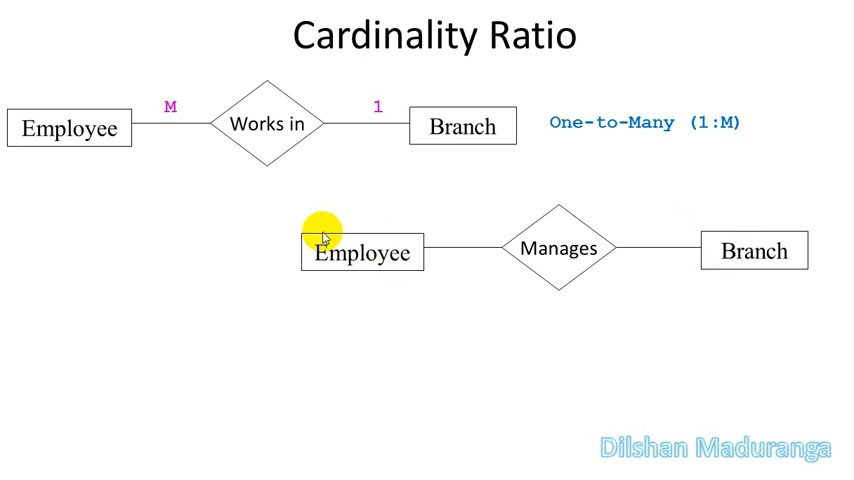 Cardinality Ratio
M
1
Employee
Works in
Branch
One-to-Many (1:M)
Employee
Manages
Branch
Dilshan Maduranga